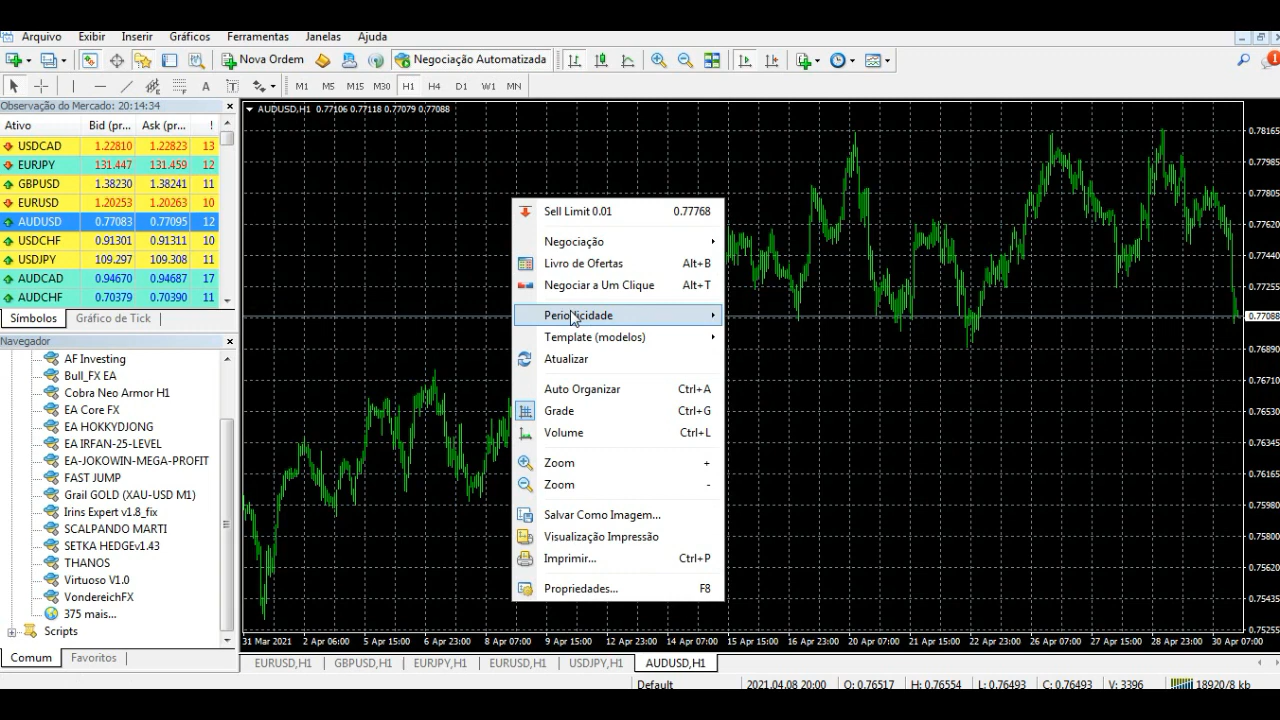 Arquivo Exibir Inserir Gráficos Ferramentas Janelas Ajuda
Nova Ordem Negociação Automatizada
A T M1 M5 M15 M30 H1 H4 D1 W1 MN
Observação do Mercado: 20:14:34
Ativo Bid (pr... Ask (pr... !
USDCAD 1.22810 1.22823 13
EURJPY 131.447 131.459 12
GBPUSD 1.38230 1.38241 11
EURUSD 1.20253 1.20263 10
AUDUSD 0.77083 0.77095 12
USDCHF 0.91301 0.91311 10
USDJPY 109.297 109.308 11
AUDCAD 0.94670 0.94687 17
AUDCHF 0.70379 0.70390 11
Símbolos Gráfico de Tick
Navegador
AF Investing
Bull_FX EA
Cobra Neo Armor H1
EA Core FX
EA HOKKYDJONG
EA IRFAN-25-LEVEL
EA-JOKOWIN-MEGA-PROFIT
FAST JUMP
Grail GOLD (XAU-USD M1)
Irins Expert v1.8_fix
SCALPANDO MARTI
SETKA HEDGEv1.43
THANOS
Virtuoso V1.0
VondereichFX
375 mais...
Scripts
Comum Favoritos
AUDUSD,H1 0.77106 0.77118 0.77079 0.77088
Sell Limit 0.01 0.77768
Negociação
Livro de Ofertas Alt+B
Negociar a Um Clique Alt+T
Periodicidade
Template (modelos)
Atualizar
Auto Organizar Ctrl+A
Grade Ctrl+G
Volume Ctrl+L
Zoom +
Zoom -
Salvar Como Imagem...
Visualização Impressão
Imprimir... Ctrl+P
Propriedades... F8
0.78165
0.77985
0.77805
0.77620
0.77440
0.77255
0.77088
0.76890
0.76710
0.76525
0.76345
0.76165
0.75980
0.75800
0.75620
0.75435
0.75255
31 Mar 2021 2 Apr 06:00 5 Apr 15:00 6 Apr 23:00 8 Apr 07:00 9 Apr 15:00 12 Apr 23:00 14 Apr 07:00 15 Apr 15:00 16 Apr 23:00 20 Apr 07:00 21 Apr 15:00 22 Apr 23:00 26 Apr 07:00 27 Apr 15:00 28 Apr 23:00 30 Apr 07:00
EURUSD,H1 GBPUSD,H1 EURJPY,H1 EURUSD,H1 USDJPY,H1 AUDUSD,H1
Default 2021.04.08 20:00 O: 0.76517 H: 0.76554 L: 0.76493 C: 0.76493 V: 3396 18920/8 kb